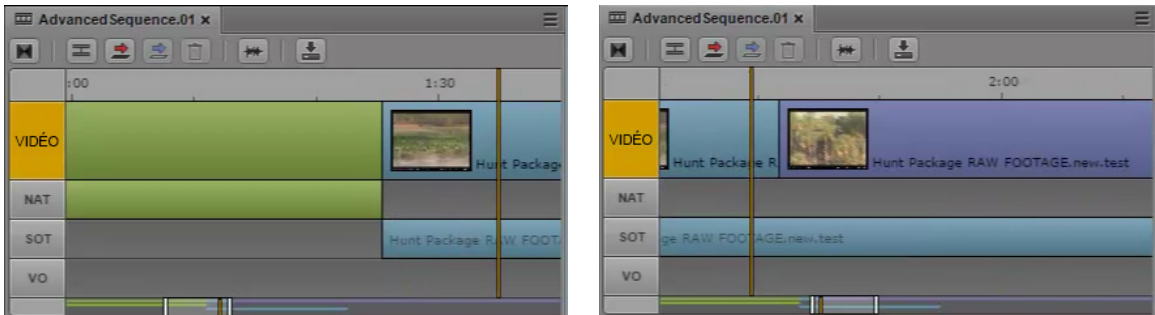 AdvancedSequence.01 x
:00 1:30
VIDÉO
Hunt Package
NAT
SOT
Hunt Package RAW FOOT
VO
AdvancedSequence.01 x
2:00
VIDÉO
Hunt Package R
Hunt Package RAW FOOTAGE.new.test
NAT
SOT
ge RAW FOOTAGE.new.test
VO